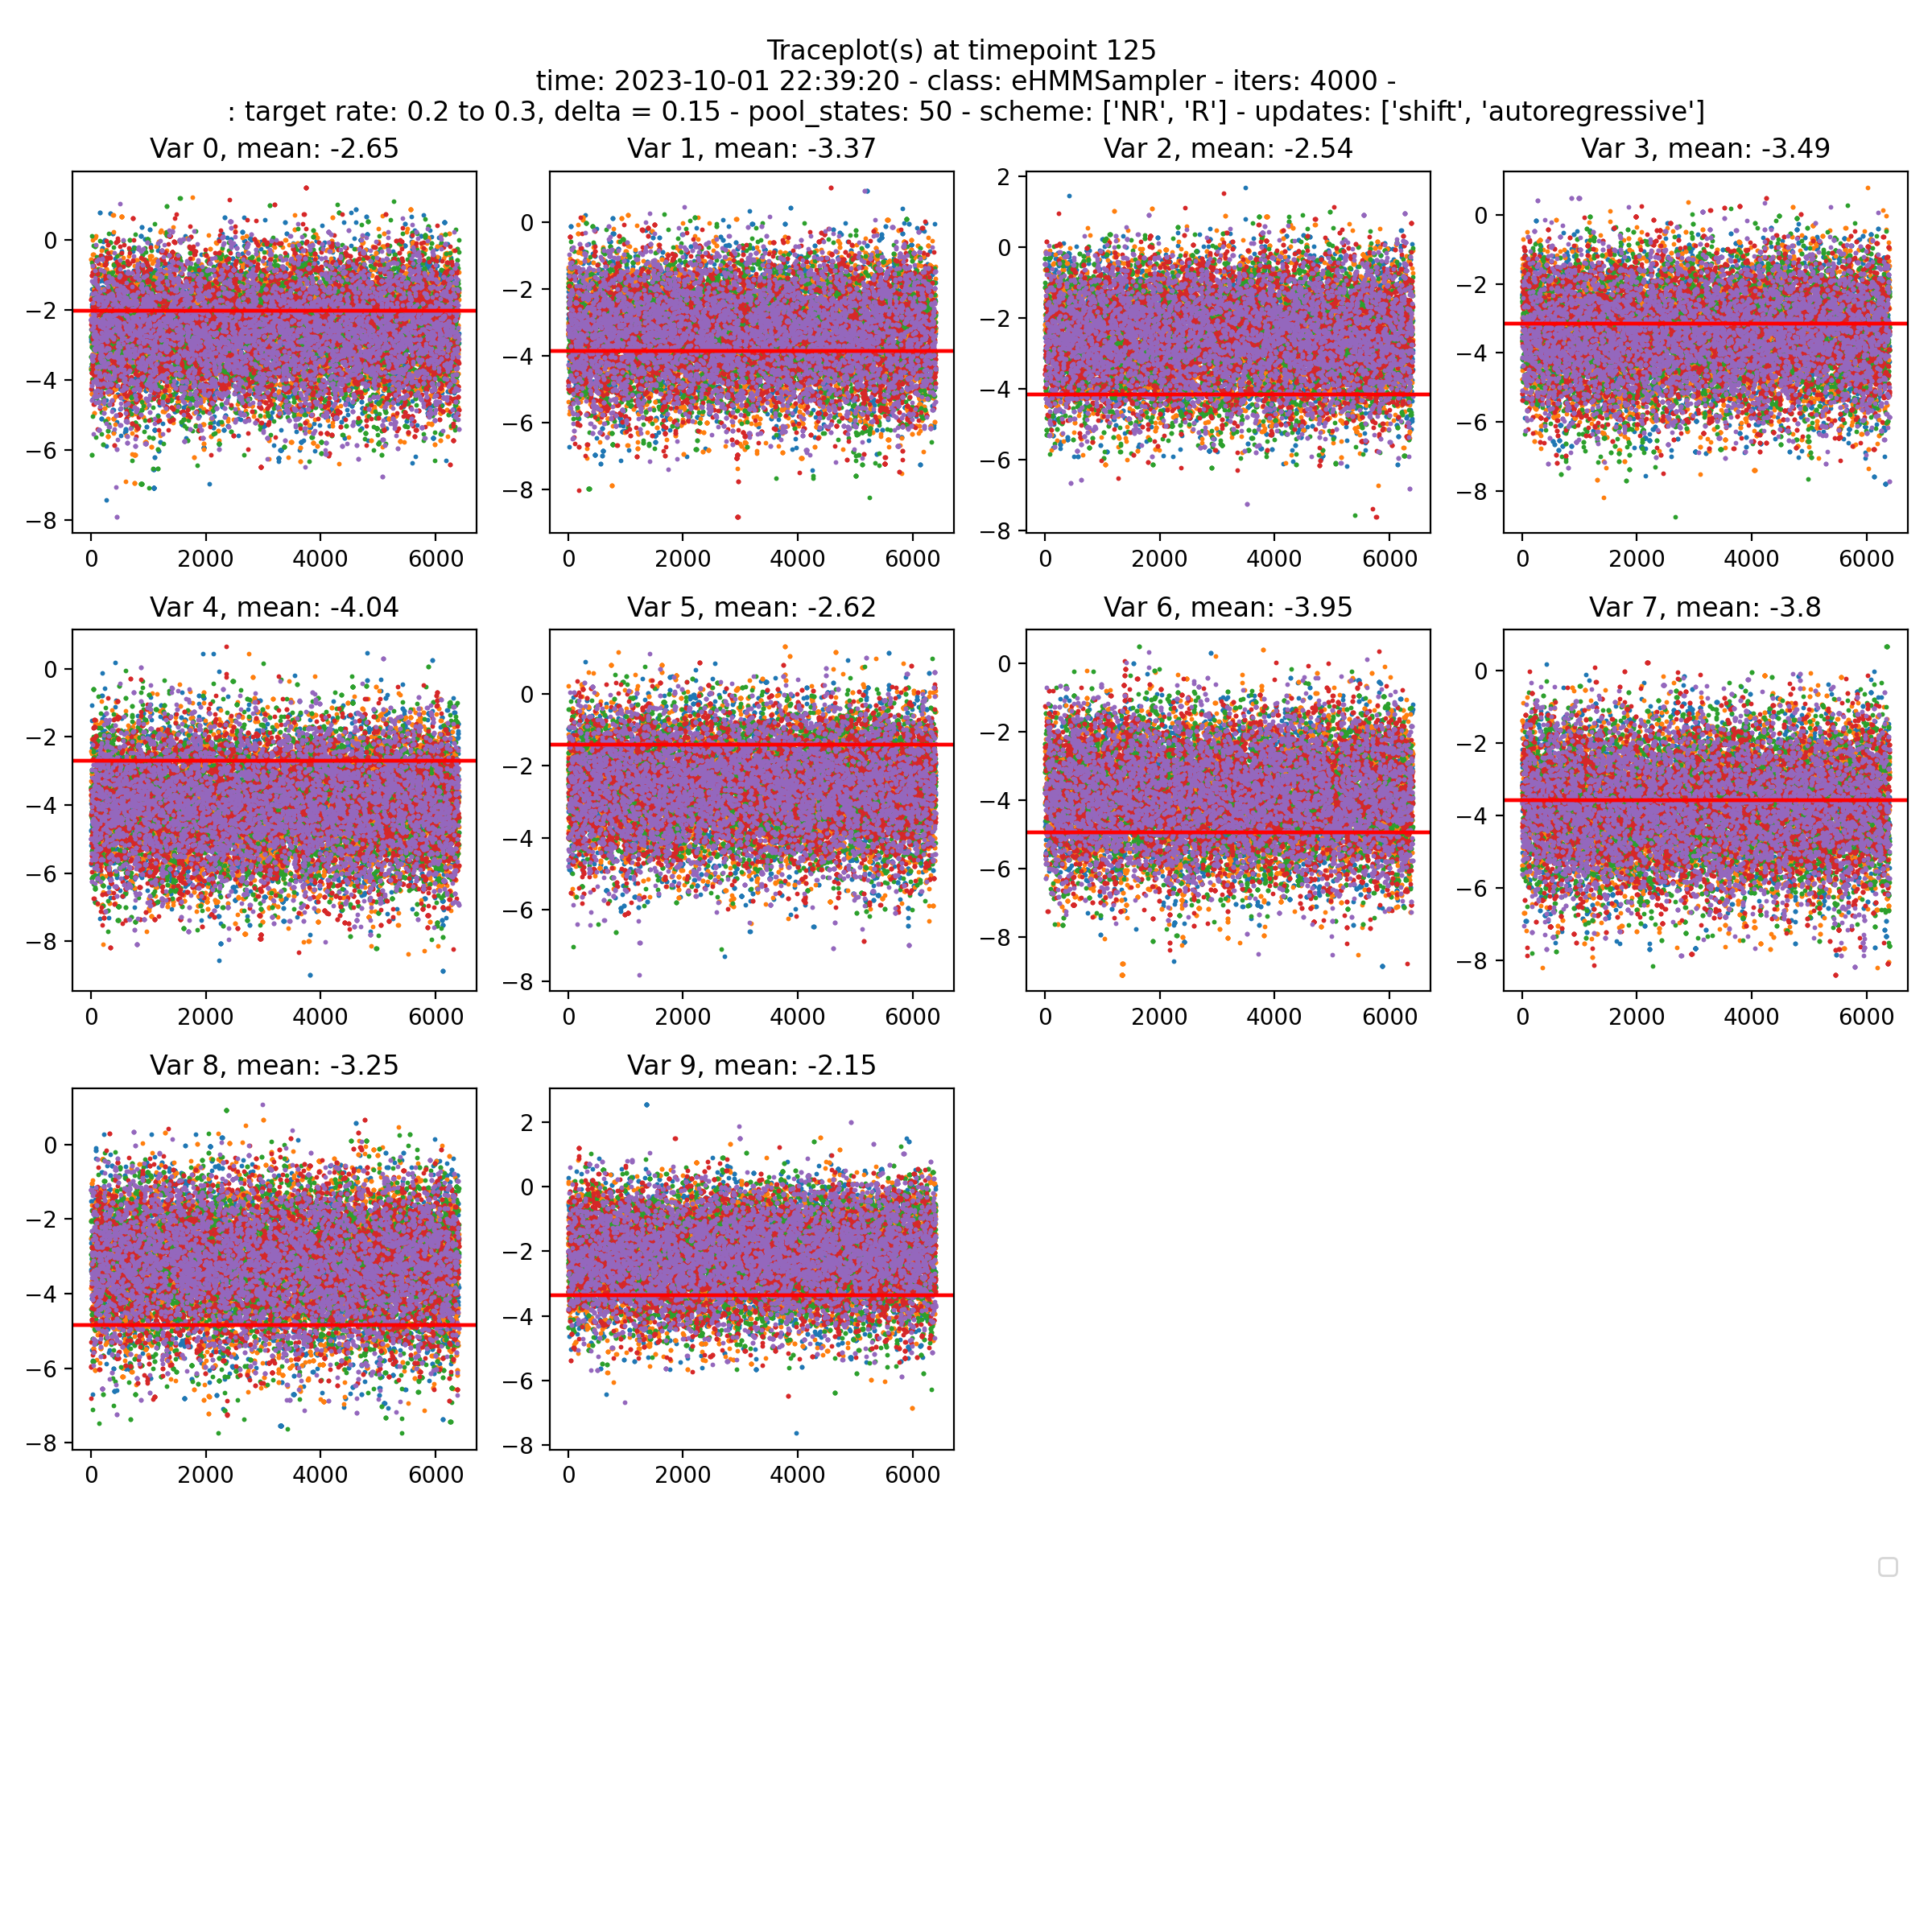 Traceplot(s) at timepoint 125
time: 2023-10-01 22:39:20 - class: eHMMSampler - iters: 4000 -
: target rate: 0.2 to 0.3, delta = 0.15 - pool_states: 50 - scheme: ['NR', 'R'] - updates: ['shift', 'autoregressive']
Var 0, mean: -2.65
0
−2
−4
−6
−8
0 2000 4000 6000
Var 1, mean: -3.37
0
−2
−4
−6
−8
0 2000 4000 6000
Var 2, mean: -2.54
2
0
−2
−4
−6
−8
0 2000 4000 6000
Var 3, mean: -3.49
0
−2
−4
−6
−8
0 2000 4000 6000
Var 4, mean: -4.04
0
−2
−4
−6
−8
0 2000 4000 6000
Var 5, mean: -2.62
0
−2
−4
−6
−8
0 2000 4000 6000
Var 6, mean: -3.95
0
−2
−4
−6
−8
0 2000 4000 6000
Var 7, mean: -3.8
0
−2
−4
−6
−8
0 2000 4000 6000
Var 8, mean: -3.25
0
−2
−4
−6
−8
0 2000 4000 6000
Var 9, mean: -2.15
2
0
−2
−4
−6
−8
0 2000 4000 6000